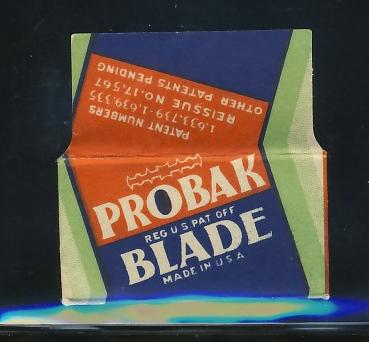 PATENT NUMBERS
1,633,739-1,639,335
REISSUE NO.17,567
OTHER PATENTS PENDING
PROBAK
REG U.S. PAT OFF
BLADE
MADE IN USA